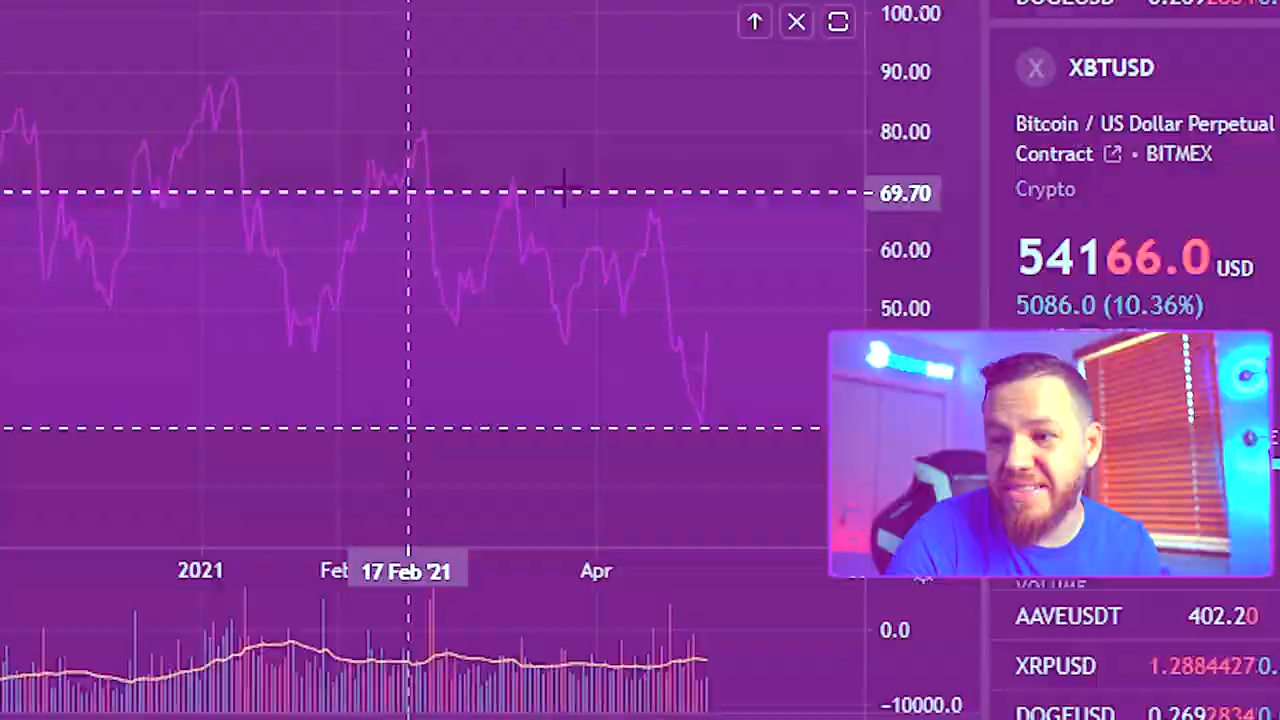 100.00
90.00
80.00
69.70
60.00
50.00
2021
Feb
17 Feb '21
Apr
0.0
-10000.0
X
XBTUSD
Bitcoin / US Dollar Perpetual
Contract • BITMEX
Crypto
54166.0 USD
5086.0 (10.36%)
VOLUME
AAVEUSDT 402.20
XRPUSD 1.2884427
DOGEUSD 0.2692834